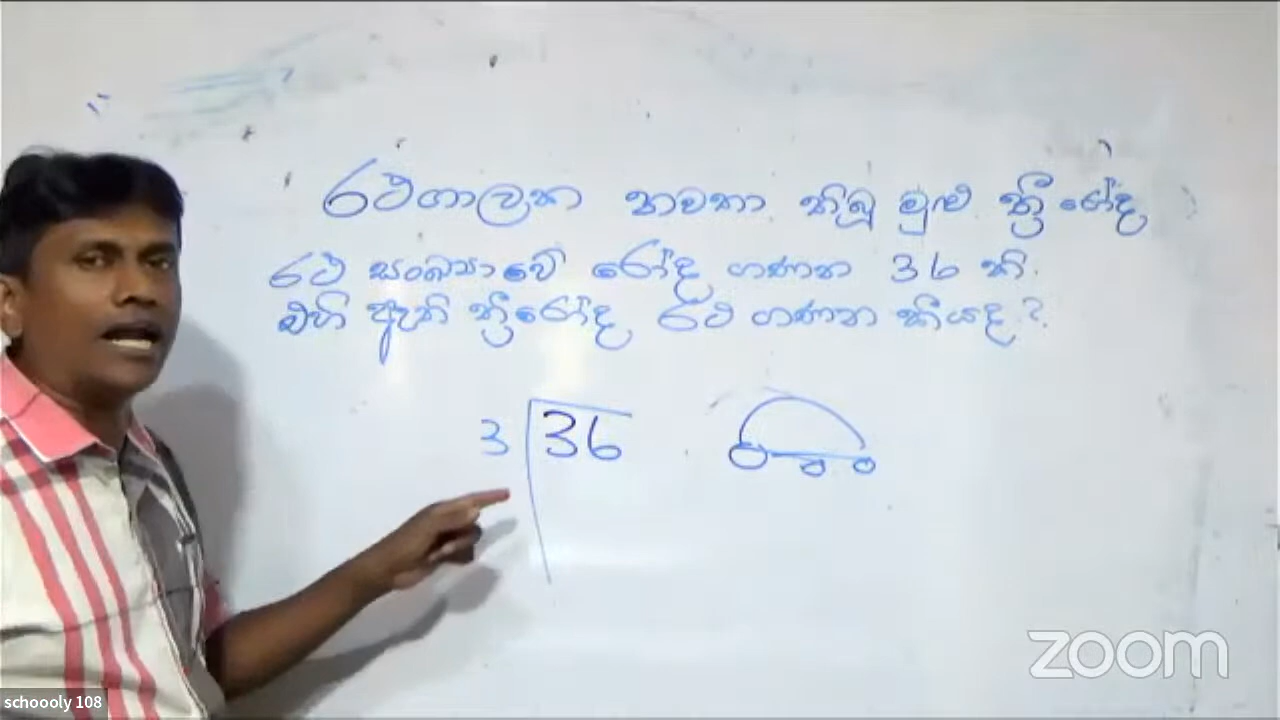 රථගාලක නවතා තිබූ මුළු ත්‍රීරෝද
රථ සංඛ්‍යාවේ රෝද ගණන 36 කි.
එහි ඇති ත්‍රීරෝද රථ ගණන කීයද?
3 36
zoom
schoooly 108